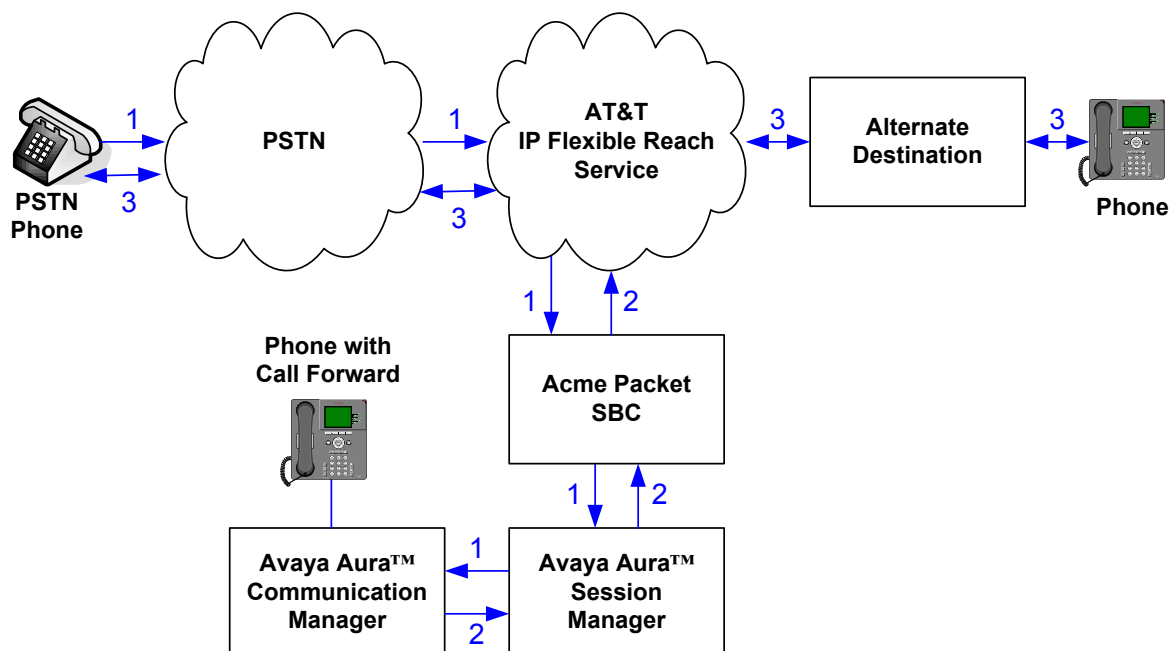 1
3
PSTN
Phone
PSTN
1
3
AT&T
IP Flexible Reach
Service
3
Alternate
Destination
3
Phone
1
2
Phone with
Call Forward
Acme Packet
SBC
1
2
Avaya Aura™
Communication
Manager
1
2
Avaya Aura™
Session
Manager